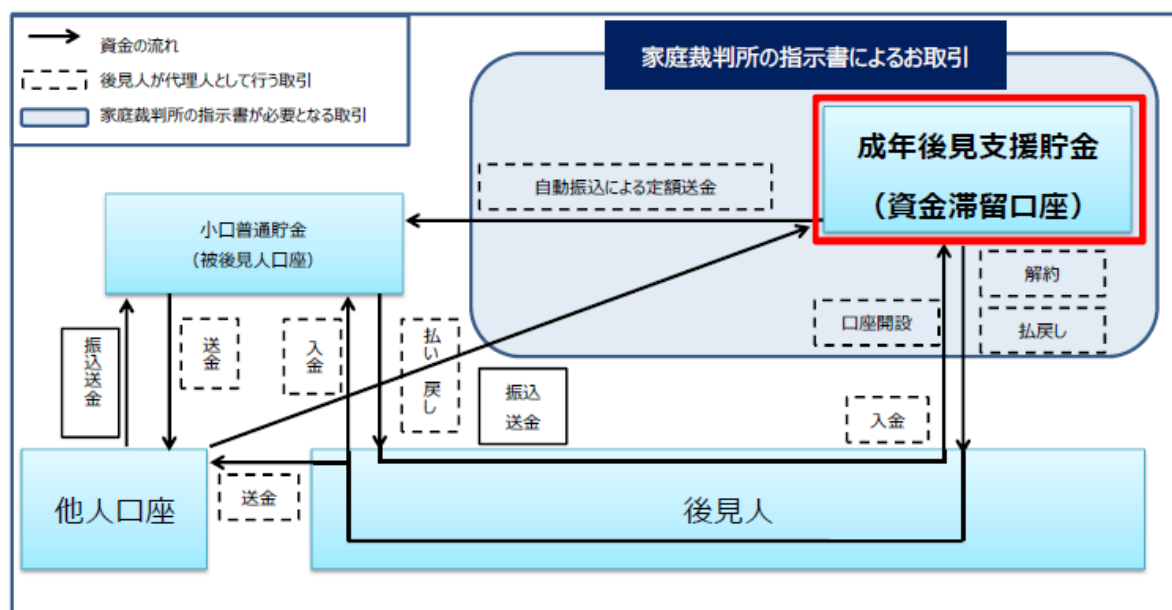 資金の流れ
後見人が代理人として行う取引
家庭裁判所の指示書が必要となる取引
家庭裁判所の指示書によるお取引
成年後見支援貯金
（資金滞留口座）
自動振込による定額送金
小口普通貯金
（被後見人口座）
解約
口座開設
払戻し
振込送金
送金
入金
払い戻し
振込
送金
入金
送金
他人口座
後見人